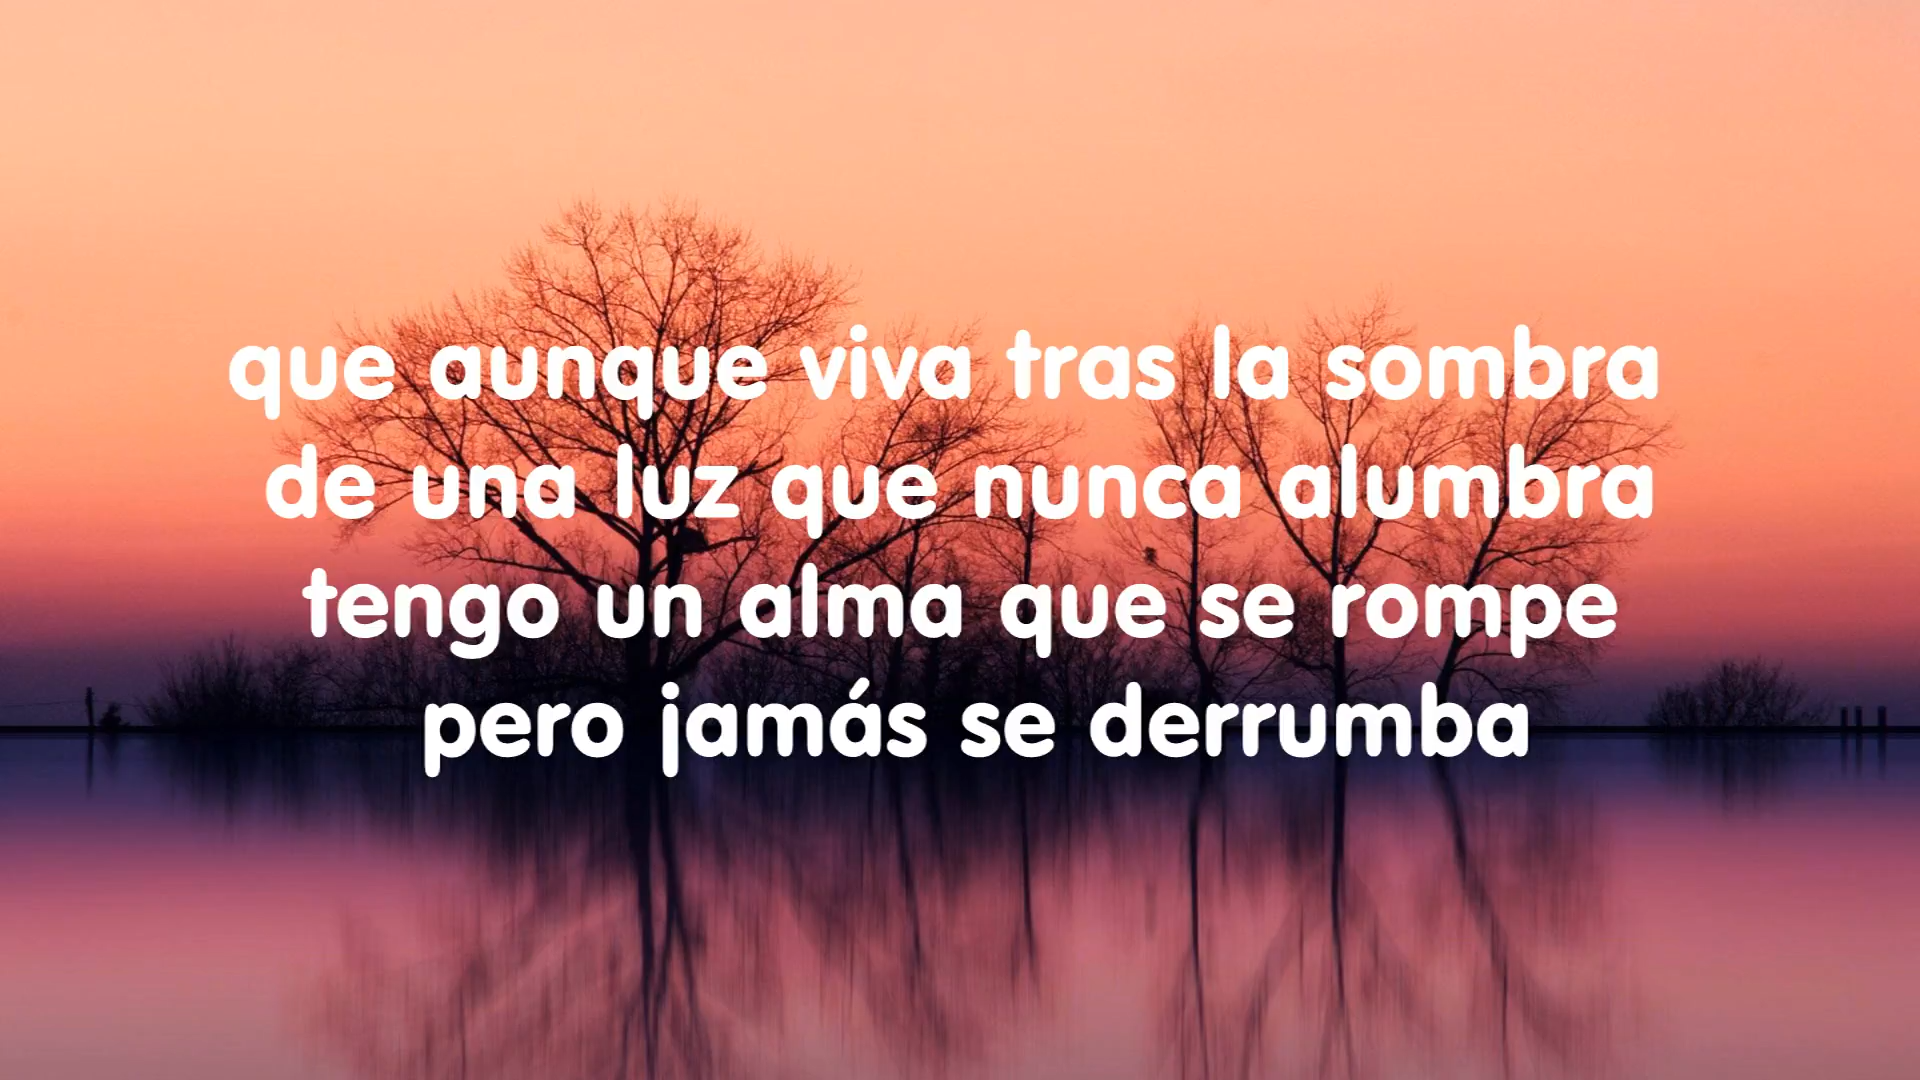 que aunque viva tras la sombra
de una luz que nunca alumbra
tengo un alma que se rompe
pero jamás se derrumba